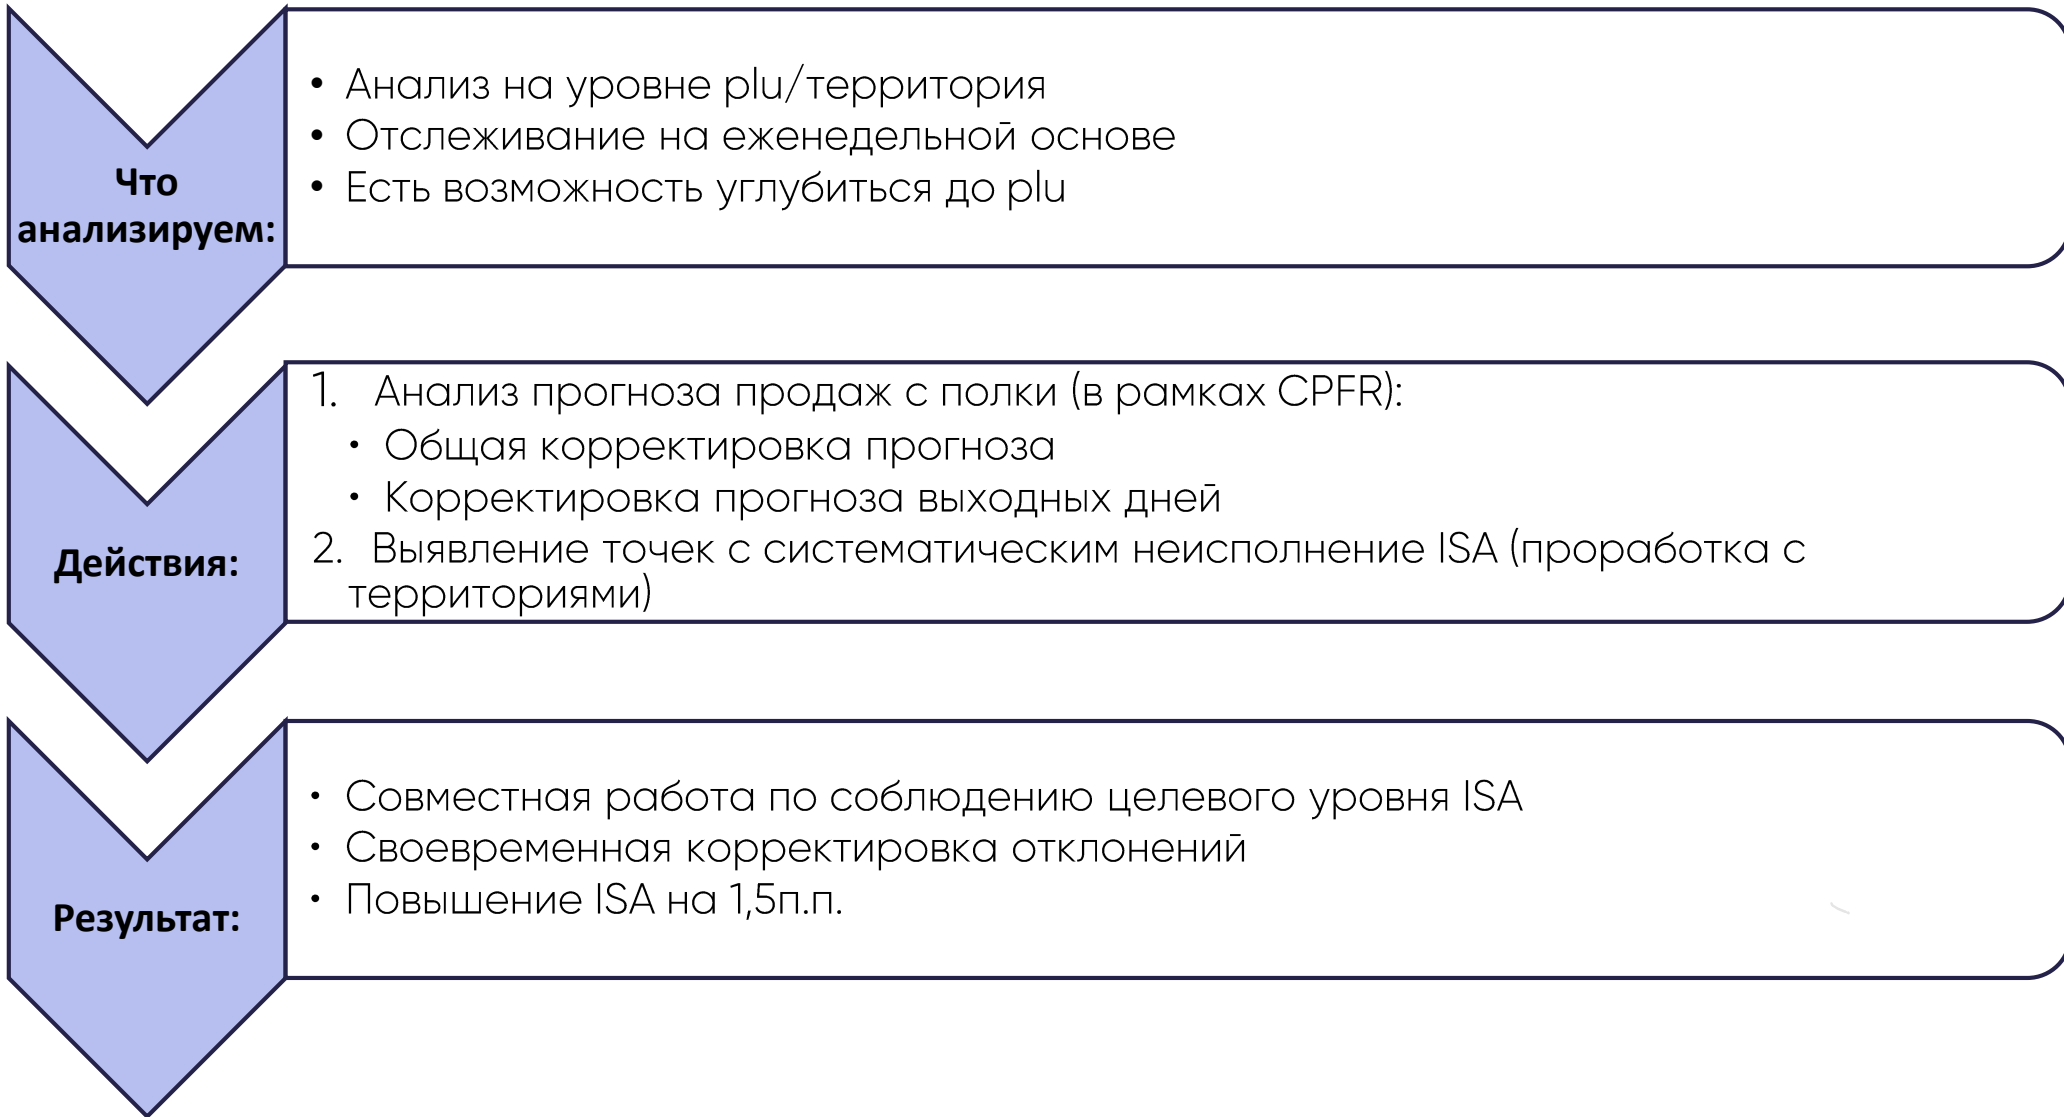 Что
анализируем:
• Анализ на уровне plu/территория
• Отслеживание на еженедельной основе
• Есть возможность углубиться до plu
Действия:
1. Анализ прогноза продаж с полки (в рамках CPFR):
• Общая корректировка прогноза
• Корректировка прогноза выходных дней
2. Выявление точек с систематическим неисполнение ISA (проработка с
территориями)
Результат:
• Совместная работа по соблюдению целевого уровня ISA
• Своевременная корректировка отклонений
• Повышение ISA на 1,5п.п.